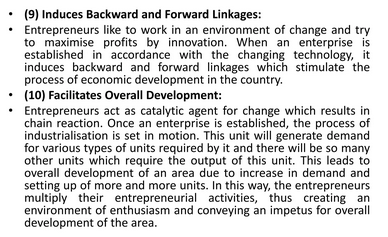 • (9) Induces Backward and Forward Linkages:
• Entrepreneurs like to work in an environment of change and try
to maximise profits by innovation. When an enterprise is
established in accordance with the changing technology, it
induces backward and forward linkages which stimulate the
process of economic development in the country.
• (10) Facilitates Overall Development:
• Entrepreneurs act as catalytic agent for change which results in
chain reaction. Once an enterprise is established, the process of
industrialisation is set in motion. This unit will generate demand
for various types of units required by it and there will be so many
other units which require the output of this unit. This leads to
overall development of an area due to increase in demand and
setting up of more and more units. In this way, the entrepreneurs
multiply their entrepreneurial activities, thus creating an
environment of enthusiasm and conveying an impetus for overall
development of the area.